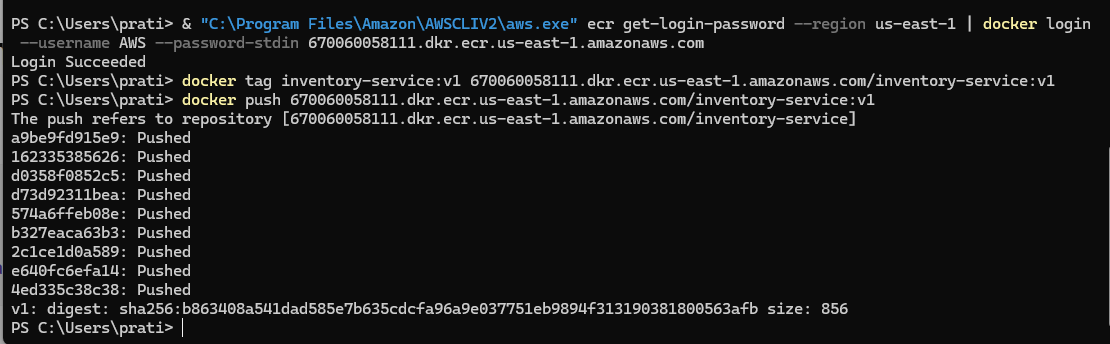 PS C:\Users\prati> & "C:\Program Files\Amazon\AWSCLIV2\aws.exe" ecr get-login-password --region us-east-1 | docker login
 --username AWS --password-stdin 670060058111.dkr.ecr.us-east-1.amazonaws.com
Login Succeeded
PS C:\Users\prati> docker tag inventory-service:v1 670060058111.dkr.ecr.us-east-1.amazonaws.com/inventory-service:v1
PS C:\Users\prati> docker push 670060058111.dkr.ecr.us-east-1.amazonaws.com/inventory-service:v1
The push refers to repository [670060058111.dkr.ecr.us-east-1.amazonaws.com/inventory-service]
a9be9fd915e9: Pushed
162335385626: Pushed
d0358f0852c5: Pushed
d73d92311bea: Pushed
574a6ffeb08e: Pushed
b327eaca63b3: Pushed
2c1ce1d0a589: Pushed
e640fc6efa14: Pushed
4ed335c38c38: Pushed
v1: digest: sha256:b863408a541dad585e7b635cdcfa96a9e037751eb9894f313190381800563afb size: 856
PS C:\Users\prati>